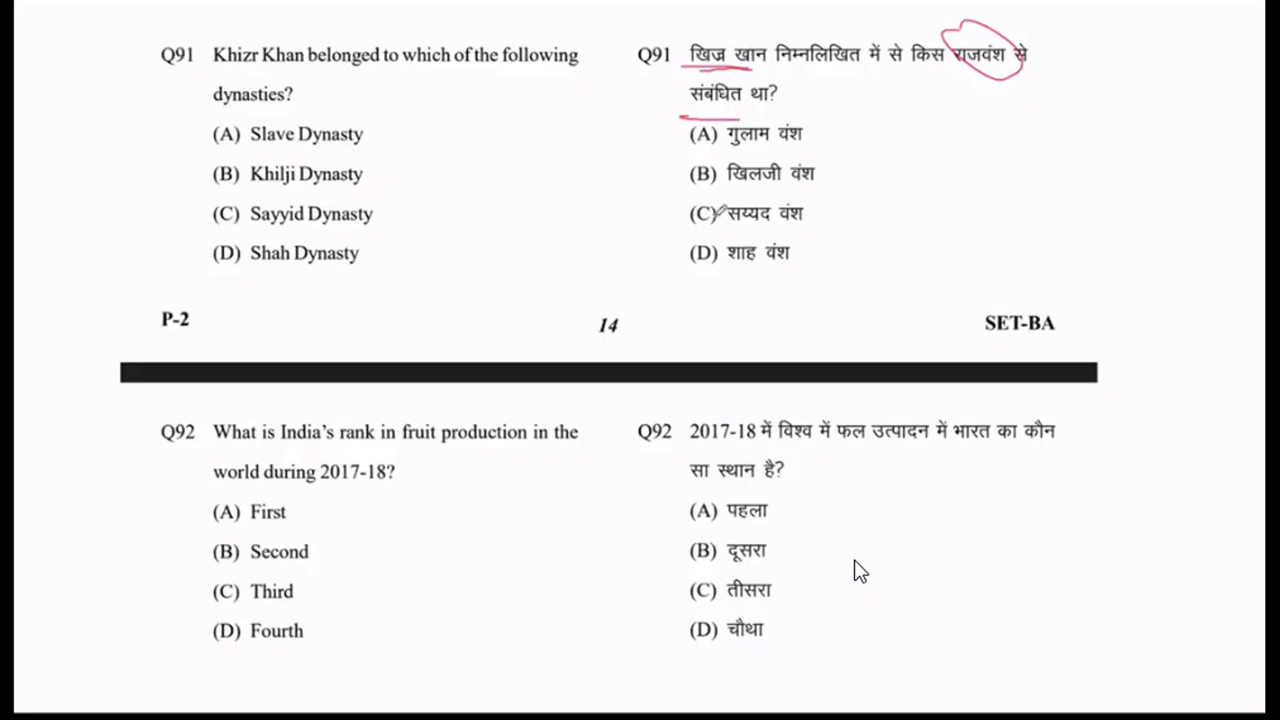 Q91 Khizr Khan belonged to which of the following
dynasties?
(A) Slave Dynasty
(B) Khilji Dynasty
(C) Sayyid Dynasty
(D) Shah Dynasty
Q91 खिज्र खान निम्नलिखित में से किस राजवंश से
संबंधित था?
(A) गुलाम वंश
(B) खिलजी वंश
(C) सय्यद वंश
(D) शाह वंश
P-2 14 SET-BA
Q92 What is India’s rank in fruit production in the
world during 2017-18?
(A) First
(B) Second
(C) Third
(D) Fourth
Q92 2017-18 में विश्व में फल उत्पादन में भारत का कौन
सा स्थान है?
(A) पहला
(B) दूसरा
(C) तीसरा
(D) चौथा